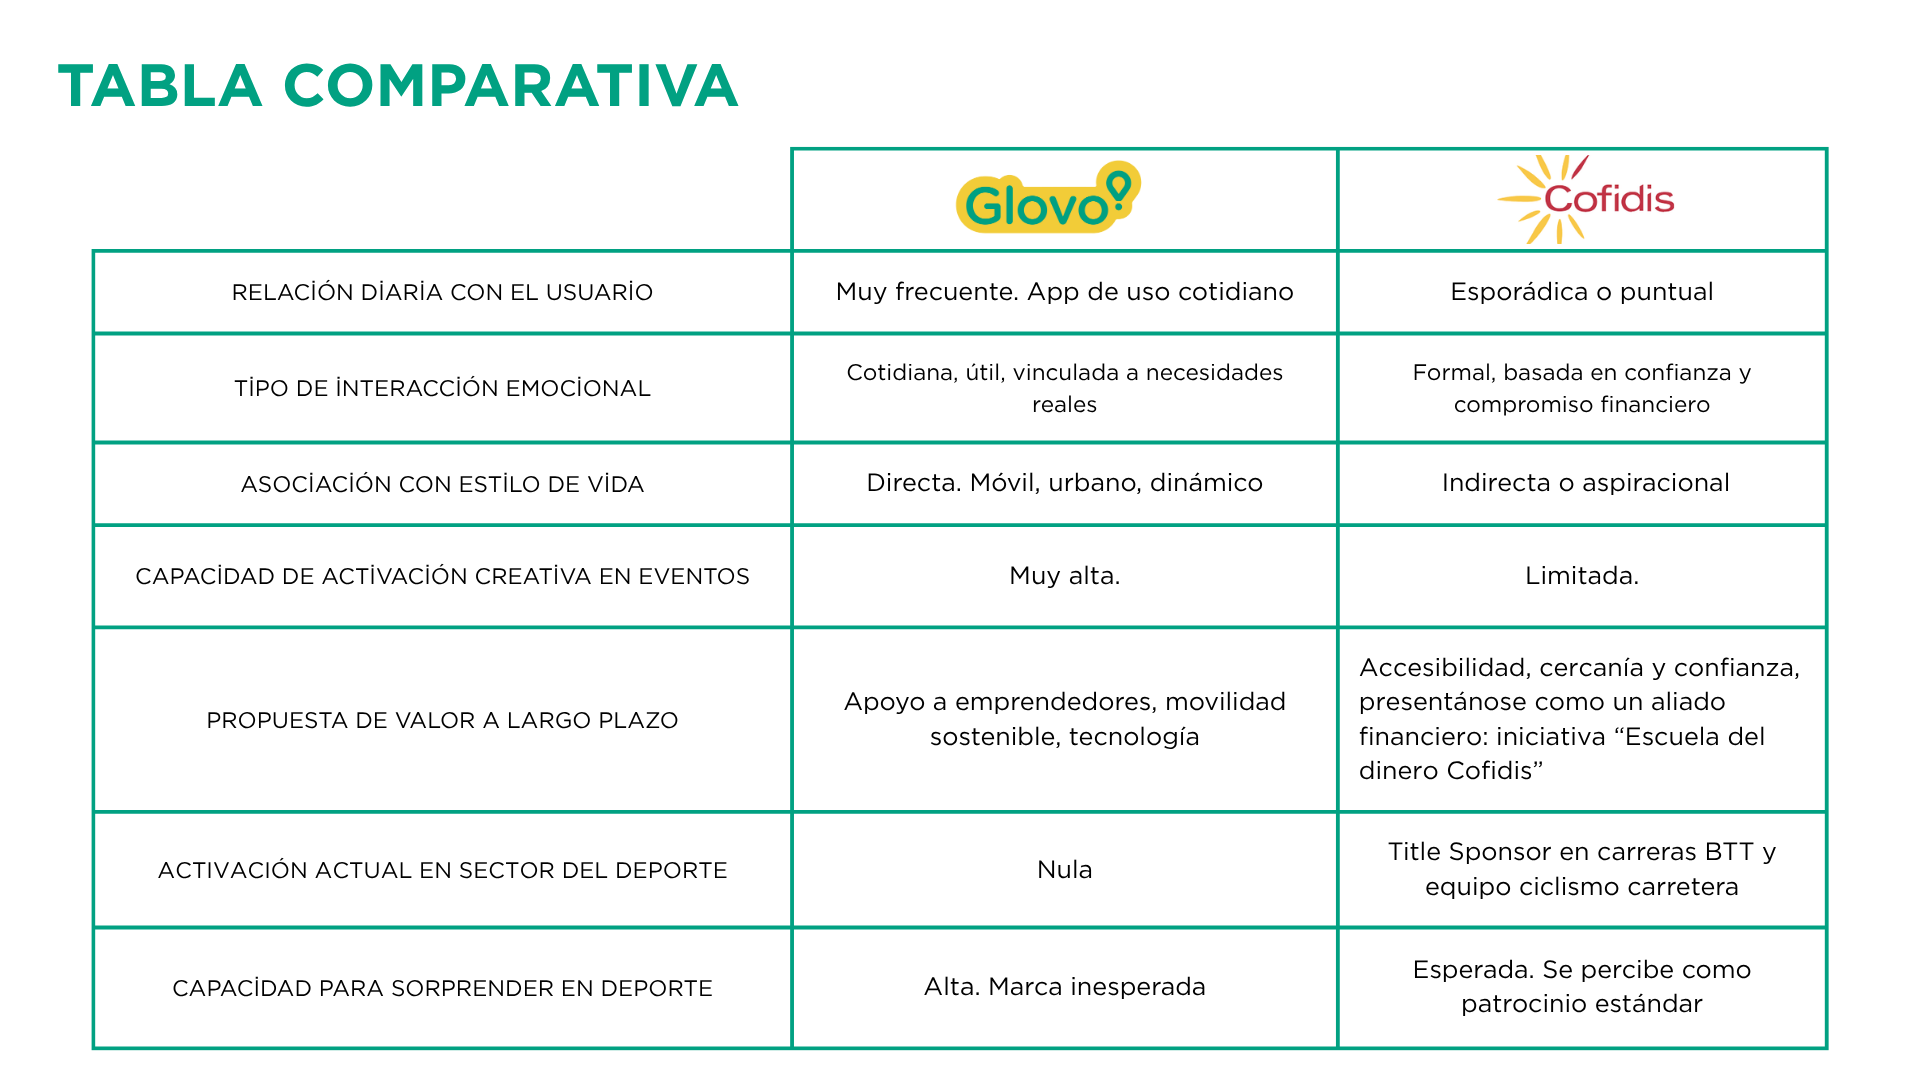 TABLA COMPARATIVA
Glovo
Cofidis
RELACİÓN DİARİA CON EL USUARİO
Muy frecuente. App de uso cotidiano
Esporádica o puntual
TİPO DE İNTERACCİÓN EMOCİONAL
Cotidiana, útil, vinculada a necesidades
reales
Formal, basada en confianza y
compromiso financiero
ASOCİACİÓN CON ESTİLO DE VİDA
Directa. Móvil, urbano, dinámico
Indirecta o aspiracional
CAPACİDAD DE ACTİVACİÓN CREATİVA EN EVENTOS
Muy alta.
Limitada.
PROPUESTA DE VALOR A LARGO PLAZO
Apoyo a emprendedores, movilidad
sostenible, tecnología
Accesibilidad, cercanía y confianza,
presentánose como un aliado
financiero: iniciativa “Escuela del
dinero Cofidis”
ACTIVACIÓN ACTUAL EN SECTOR DEL DEPORTE
Nula
Title Sponsor en carreras BTT y
equipo ciclismo carretera
CAPACİDAD PARA SORPRENDER EN DEPORTE
Alta. Marca inesperada
Esperada. Se percibe como
patrocinio estándar